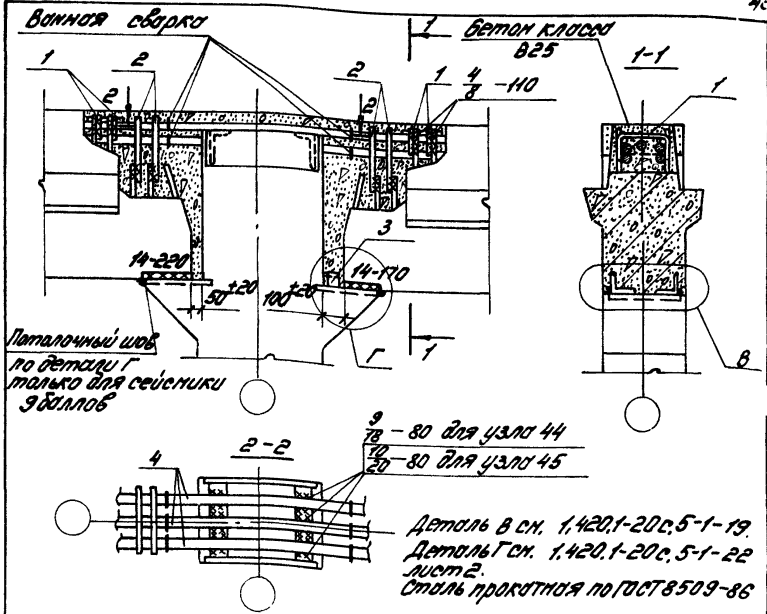 Ванная сварка
1
Бетон класса
В25
1-1
1 2 2 1 4/8 -110
2 2
1
14-220
3
14-170
50 +20 100 +20
Потолочный шов
по детали Г
только для сейсмики
9 баллов
Г
1
В
2-2
9/18 - 80 для узла 44
10/20 - 80 для узла 45
4
Деталь В см. 1.420.1-20с.5-1-19.
Деталь Г см. 1.420.1-20с.5-1-22
лист 2.
Сталь прокатная по ГОСТ 8509-86